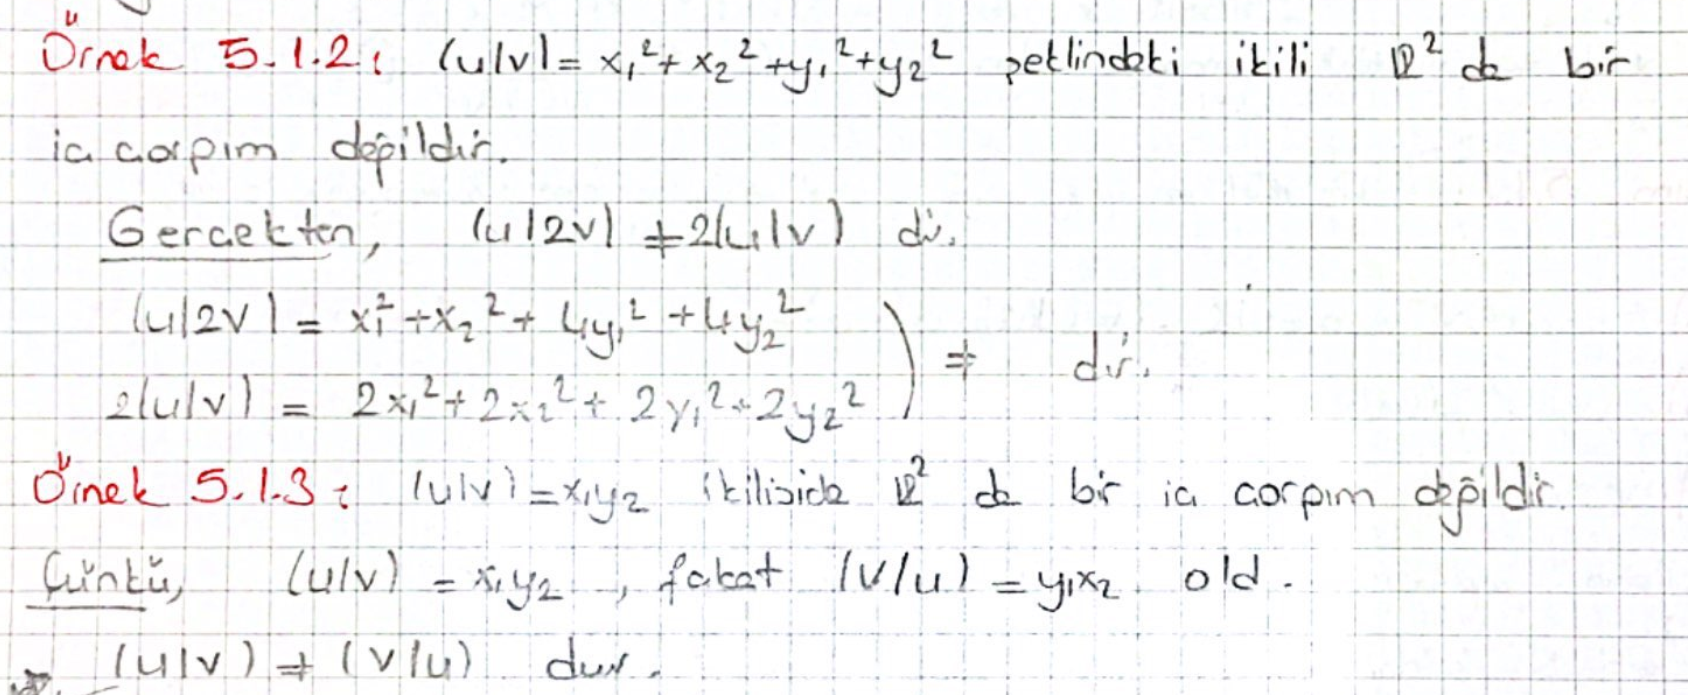 Örnek 5.1.2: (u/v) = x₁² + x₂² + y₁² + y₂² şeklindeki ikili ℝ² de bir
iç çarpım değildir.
Gerçekten, (u/2v) ≠ 2(u/v) dir.
(u/2v) = x₁² + x₂² + 4y₁² + 4y₂²
) ≠ dir.
2(u/v) = 2x₁² + 2x₂² + 2y₁² + 2y₂²
Örnek 5.1.3: (u/v) = x₁y₂ ikiliside ℝ² de bir iç çarpım değildir.
Çünkü, (u/v) = x₁y₂, fakat (v/u) = y₁x₂ old.
(u/v) ≠ (v/u) dur.